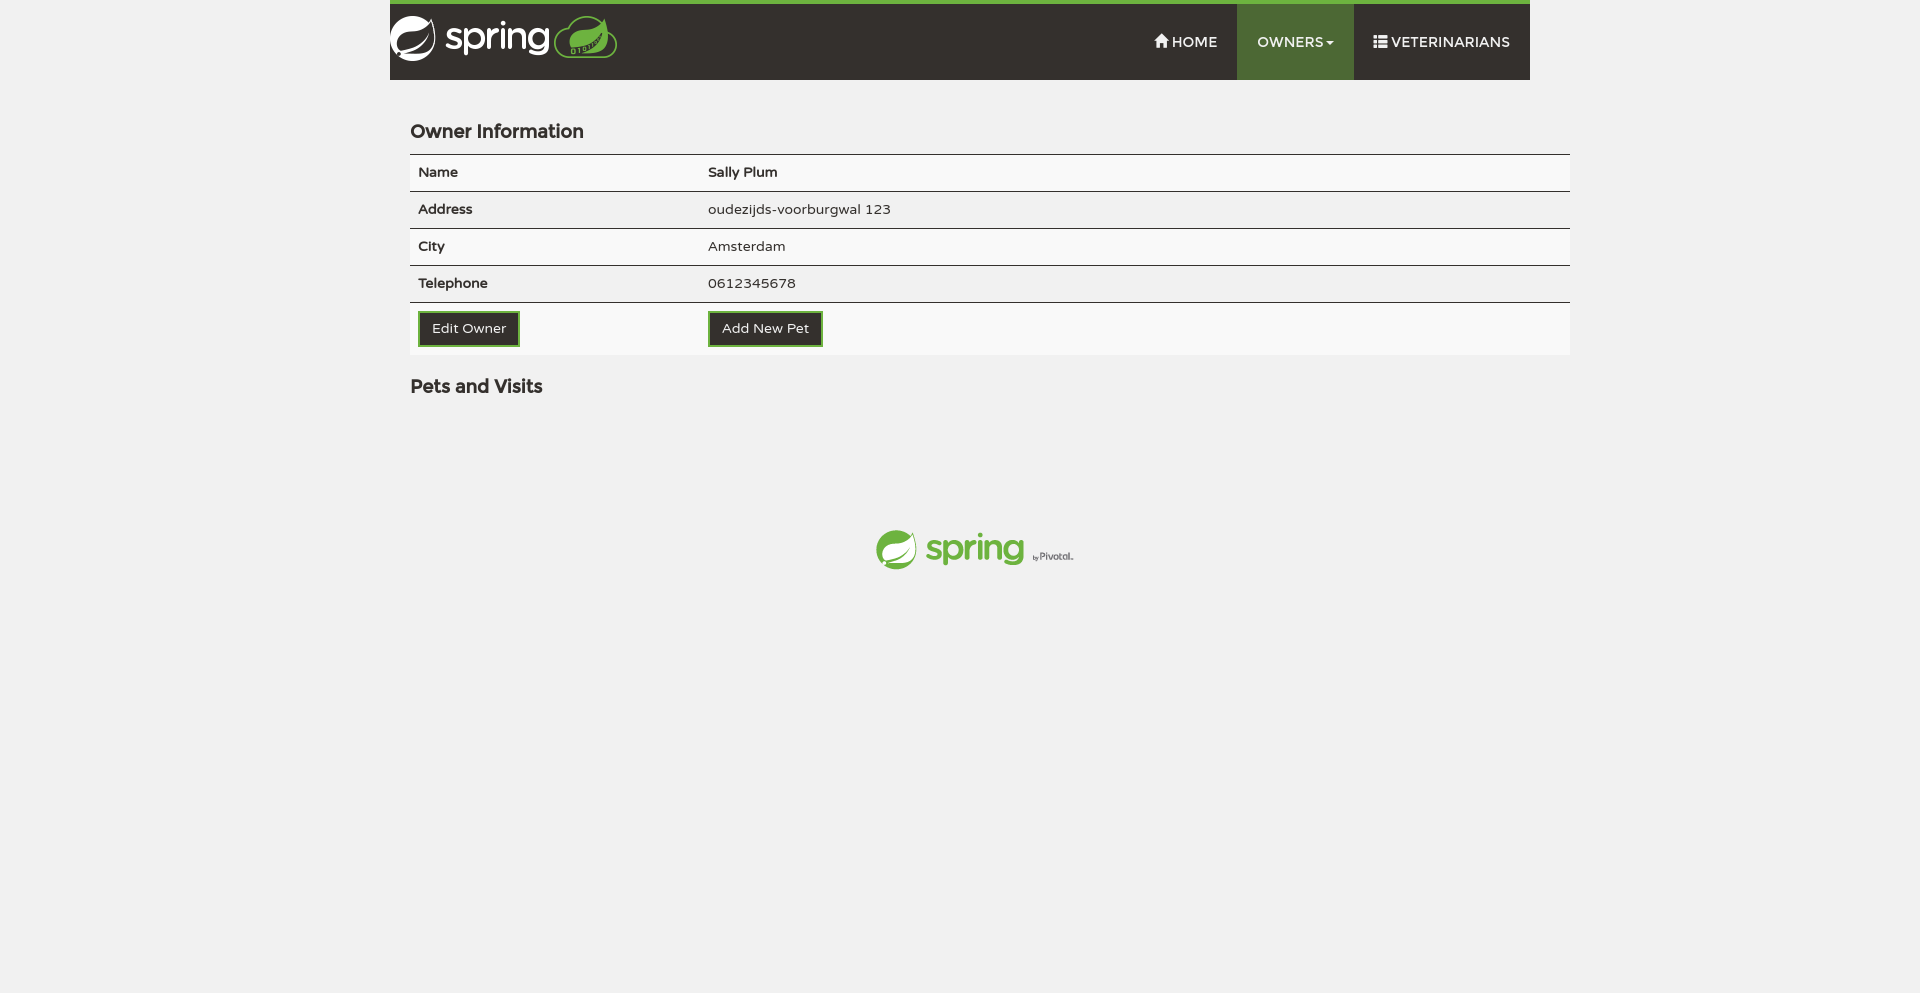 spring
HOME
OWNERS
VETERINARIANS
Owner Information
Name Sally Plum
Address oudezijds-voorburgwal 123
City Amsterdam
Telephone 0612345678
Edit Owner Add New Pet
Pets and Visits
spring by Pivotal